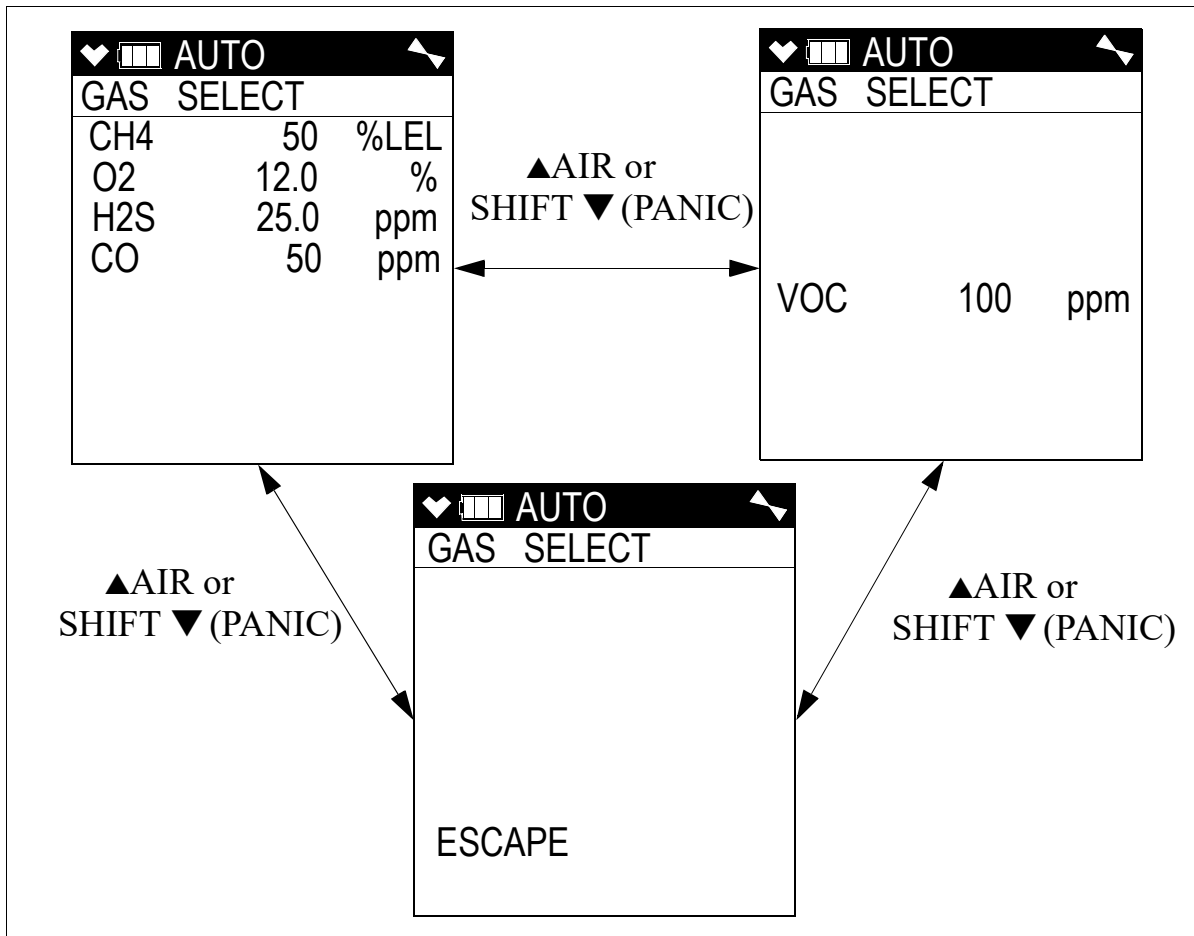 AUTO
GAS SELECT
CH4 50 %LEL
O2 12.0 %
H2S 25.0 ppm
CO 50 ppm
▲AIR or
SHIFT ▼ (PANIC)
AUTO
GAS SELECT
VOC 100 ppm
▲AIR or
SHIFT ▼ (PANIC)
AUTO
GAS SELECT
ESCAPE
▲AIR or
SHIFT ▼ (PANIC)